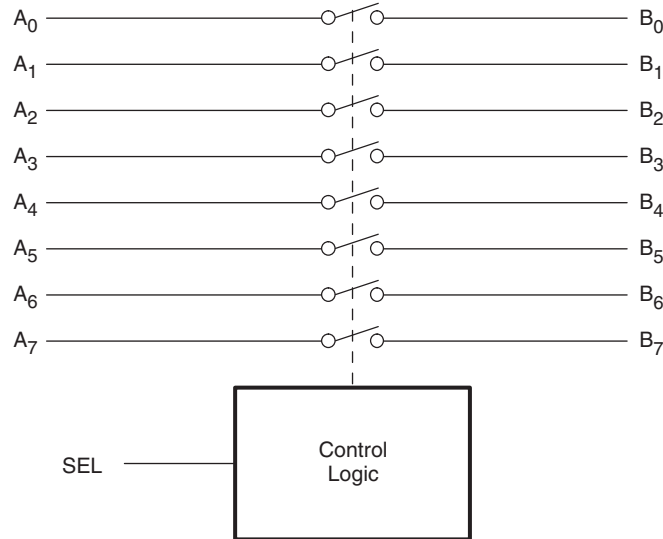 A0 B0
A1 B1
A2 B2
A3 B3
A4 B4
A5 B5
A6 B6
A7 B7
SEL
Control
Logic